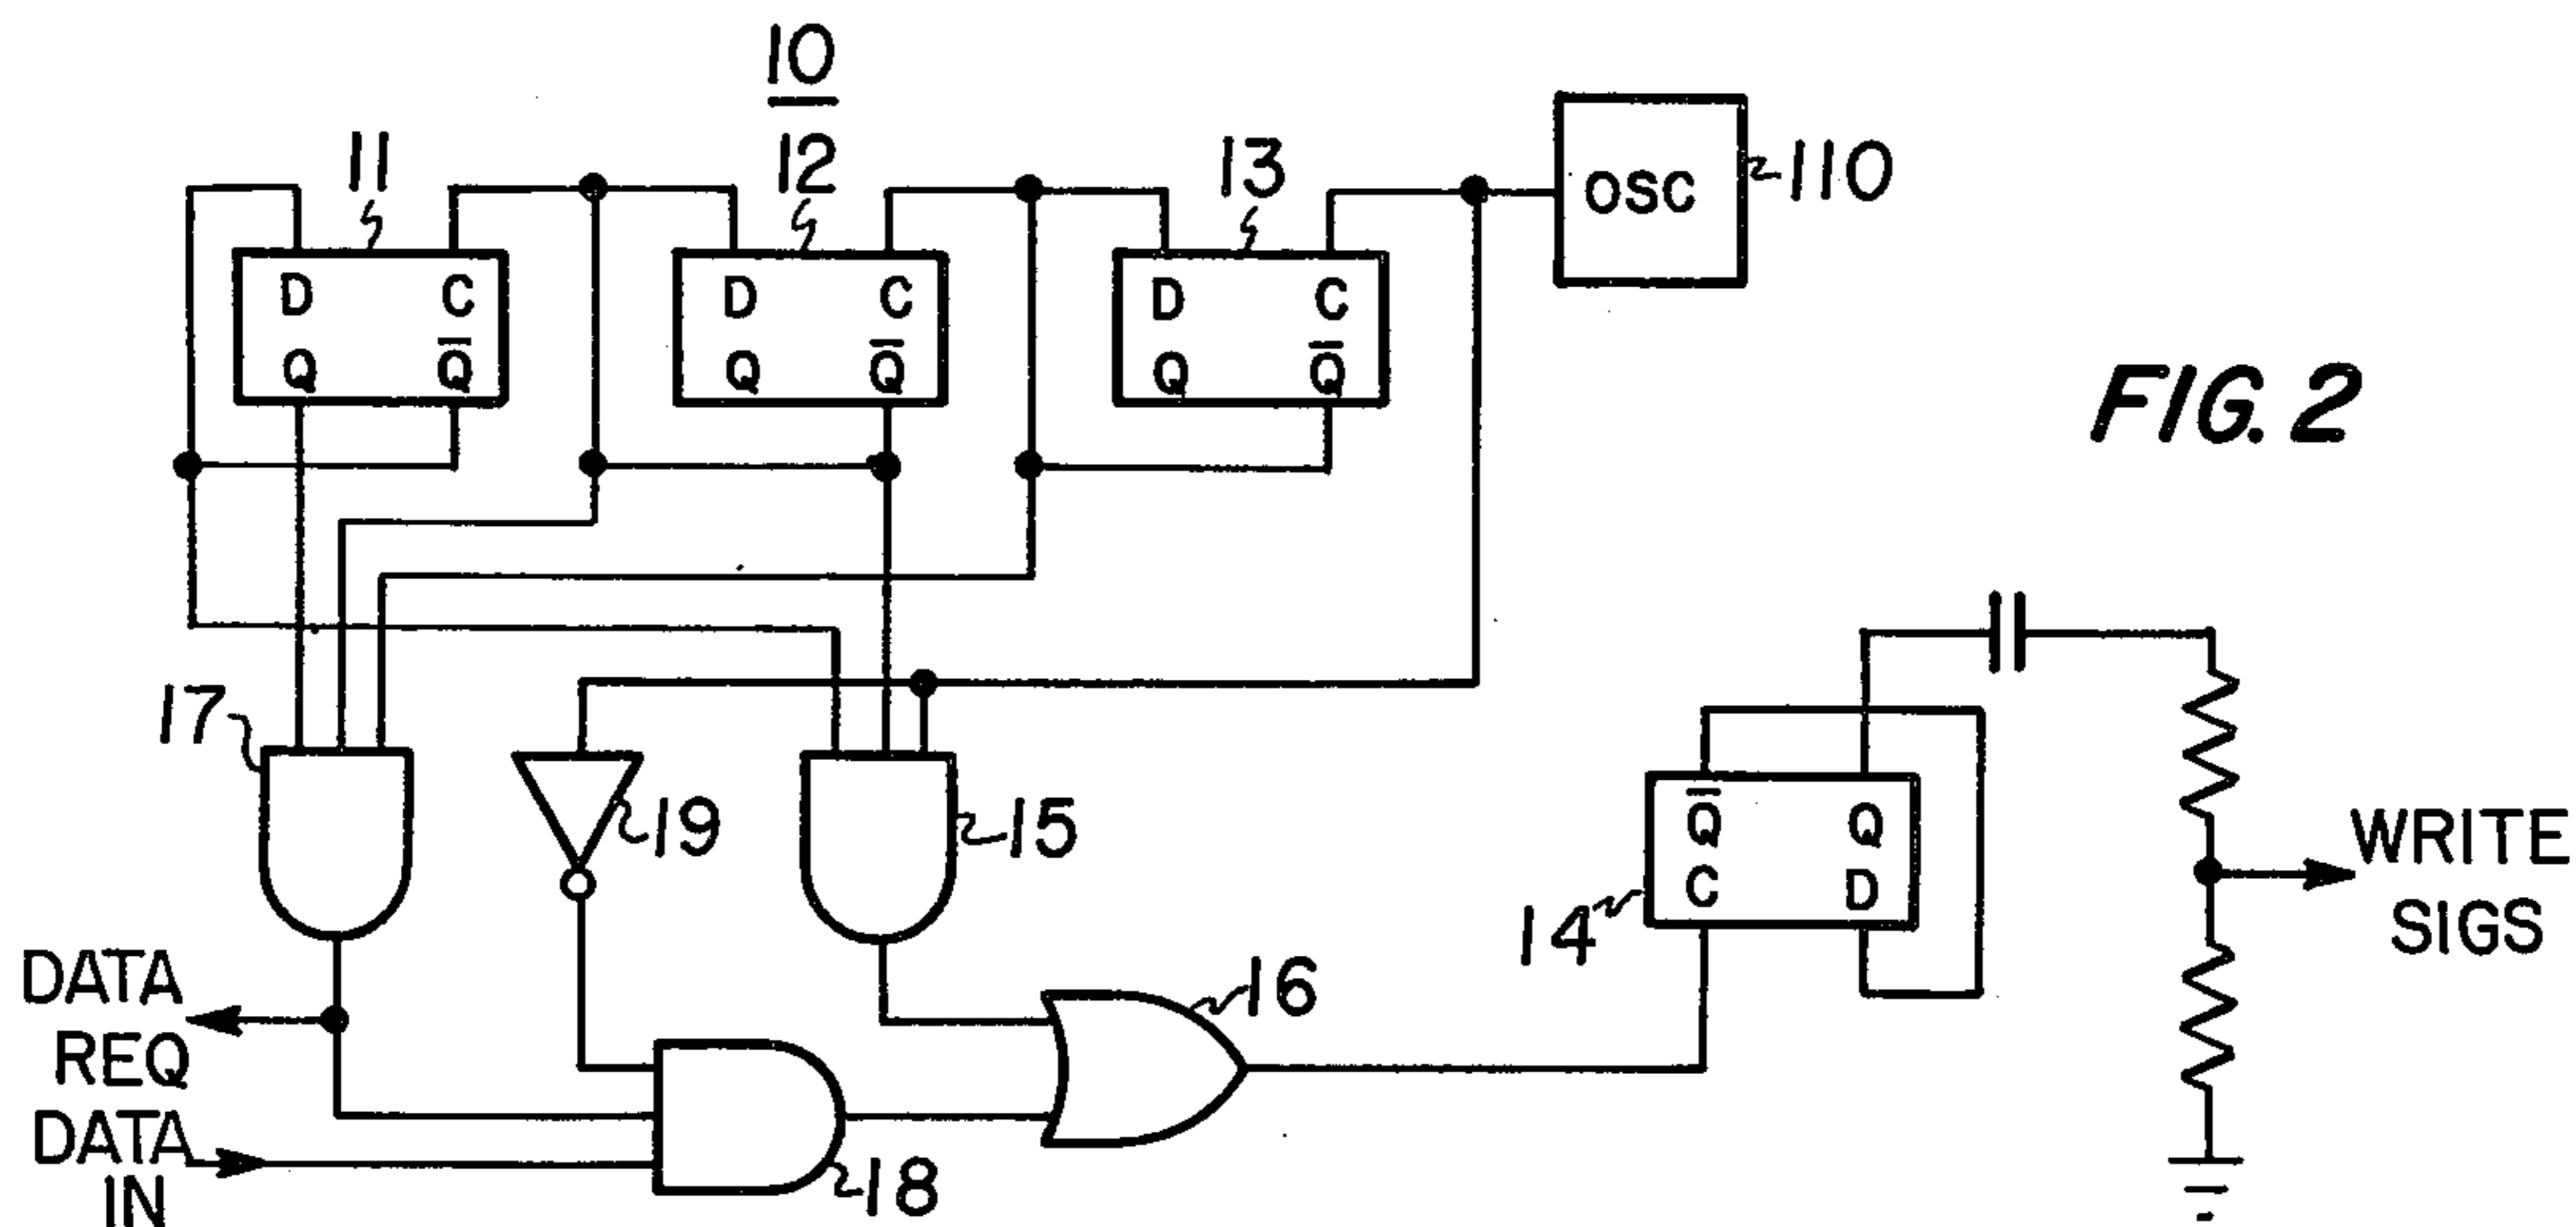 10
11
12
13
OSC
110
D C
Q Q̅
D C
Q Q̅
D C
Q Q̅
FIG. 2
17
19
15
Q̅ Q
C D
14
WRITE
SIGS
16
DATA
REQ
DATA
IN
18